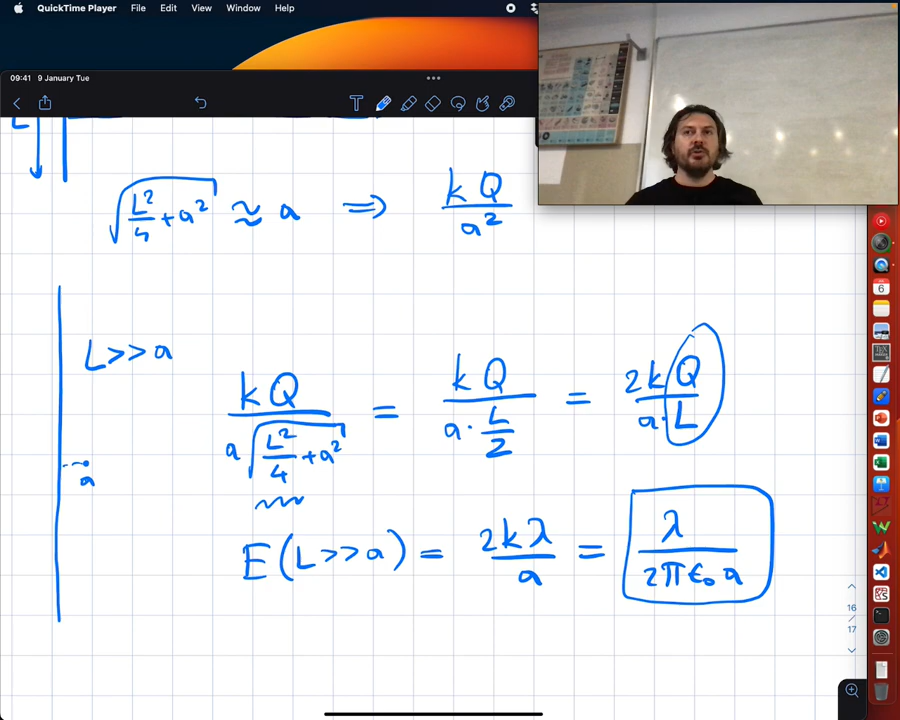 QuickTime Player File Edit View Window Help
09:41 9 January Tue
L
√(L²/4 + a²) ≈ a ⇒ kQ/a²
L >> a
kQ/(a√(L²/4 + a²)) = kQ/(a · L/2) = 2kQ/(a · L)
a
E(L >> a) = 2kλ/a = λ/(2πε₀a)
16
/
17
6